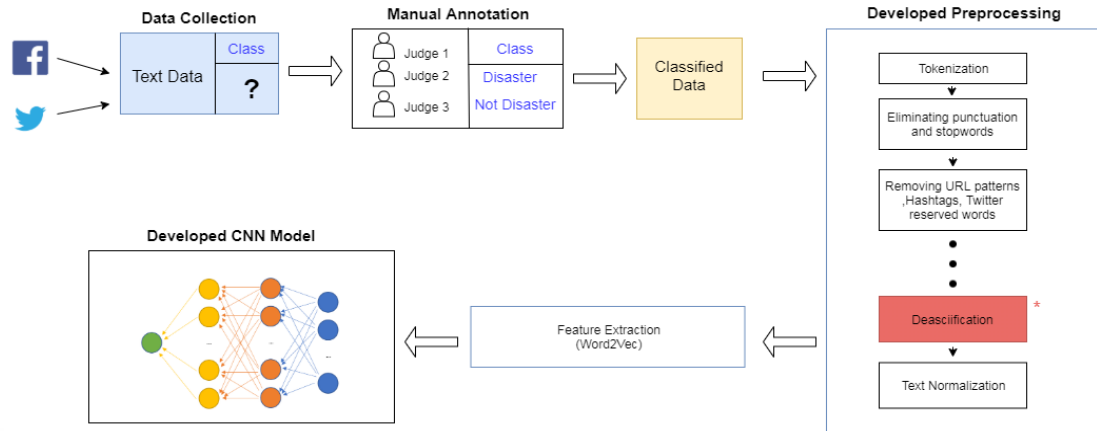 Data Collection
Text Data
Class
?
Manual Annotation
Judge 1
Judge 2
Judge 3
Class
Disaster
Not Disaster
Classified
Data
Developed Preprocessing
Tokenization
Eliminating punctuation
and stopwords
Removing URL patterns
,Hashtags, Twitter
reserved words
Deasciification
*
Text Normalization
Feature Extraction
(Word2Vec)
Developed CNN Model